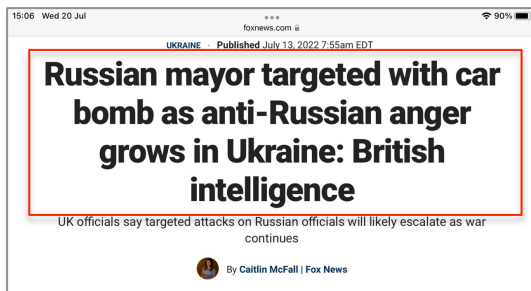 15:06 Wed 20 Jul
90%
foxnews.com
UKRAINE · Published July 13, 2022 7:55am EDT
Russian mayor targeted with car
bomb as anti-Russian anger
grows in Ukraine: British
intelligence
UK officials say targeted attacks on Russian officials will likely escalate as war
continues
By Caitlin McFall | Fox News